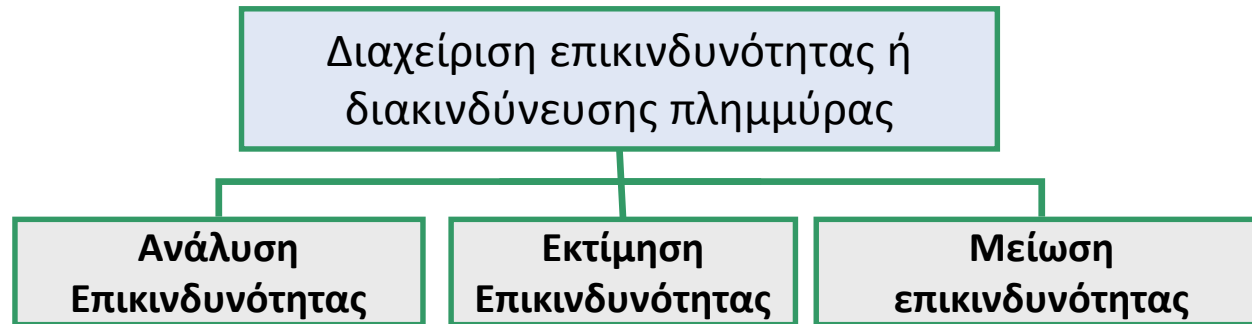 Διαχείριση επικινδυνότητας ή
διακινδύνευσης πλημμύρας
Ανάλυση
Επικινδυνότητας
Εκτίμηση
Επικινδυνότητας
Μείωση
επικινδυνότητας